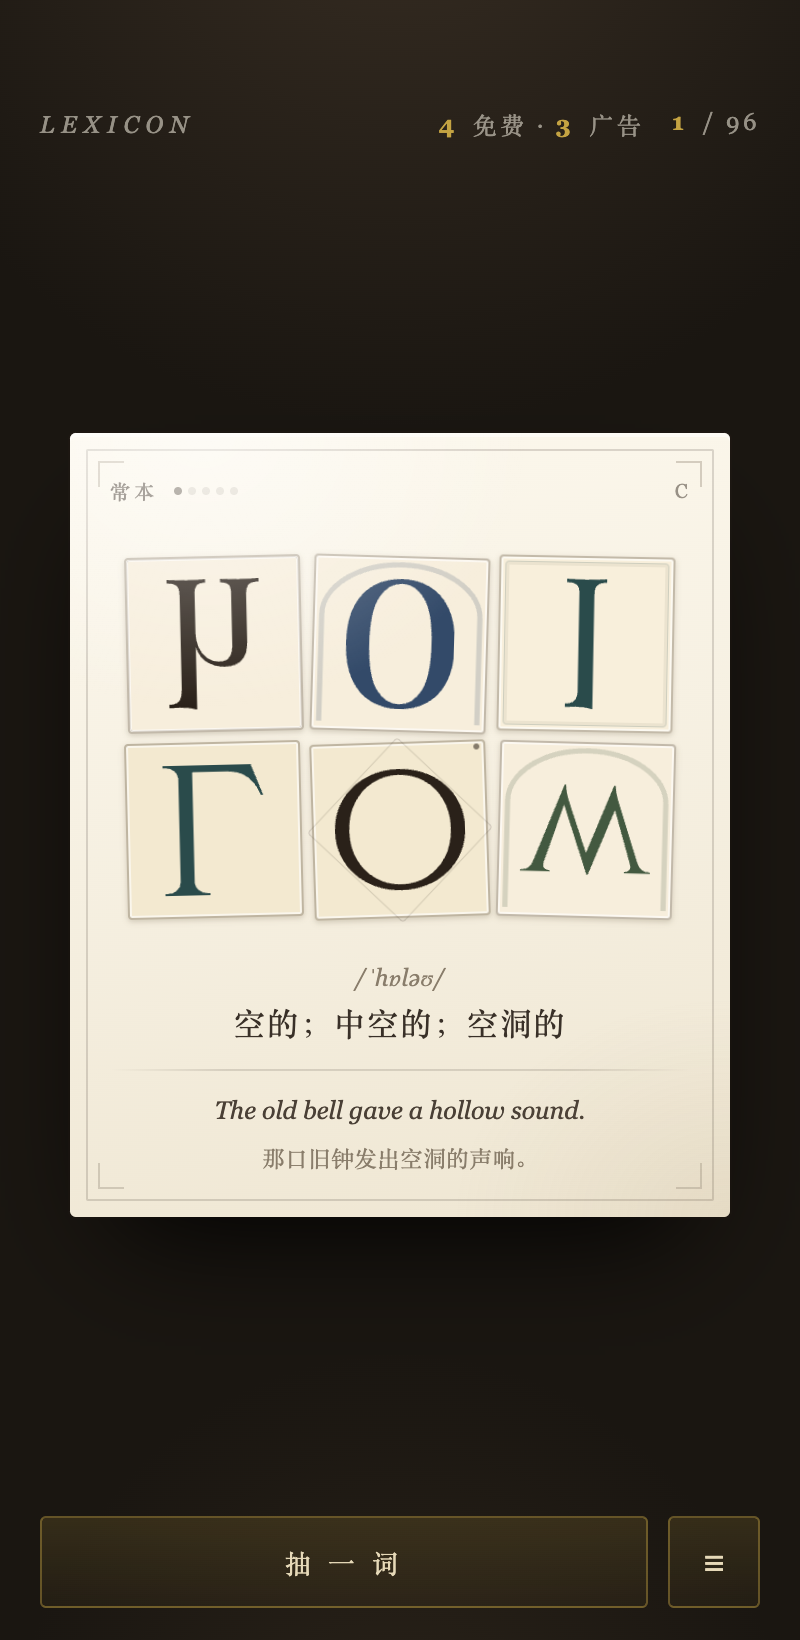 LEXICON
4 免费 · 3 广告 1 / 96
常本 C
h O l
L O w
/ˈhɒləʊ/
空的；中空的；空洞的
The old bell gave a hollow sound.
那口旧钟发出空洞的声响。
抽一词 ≡